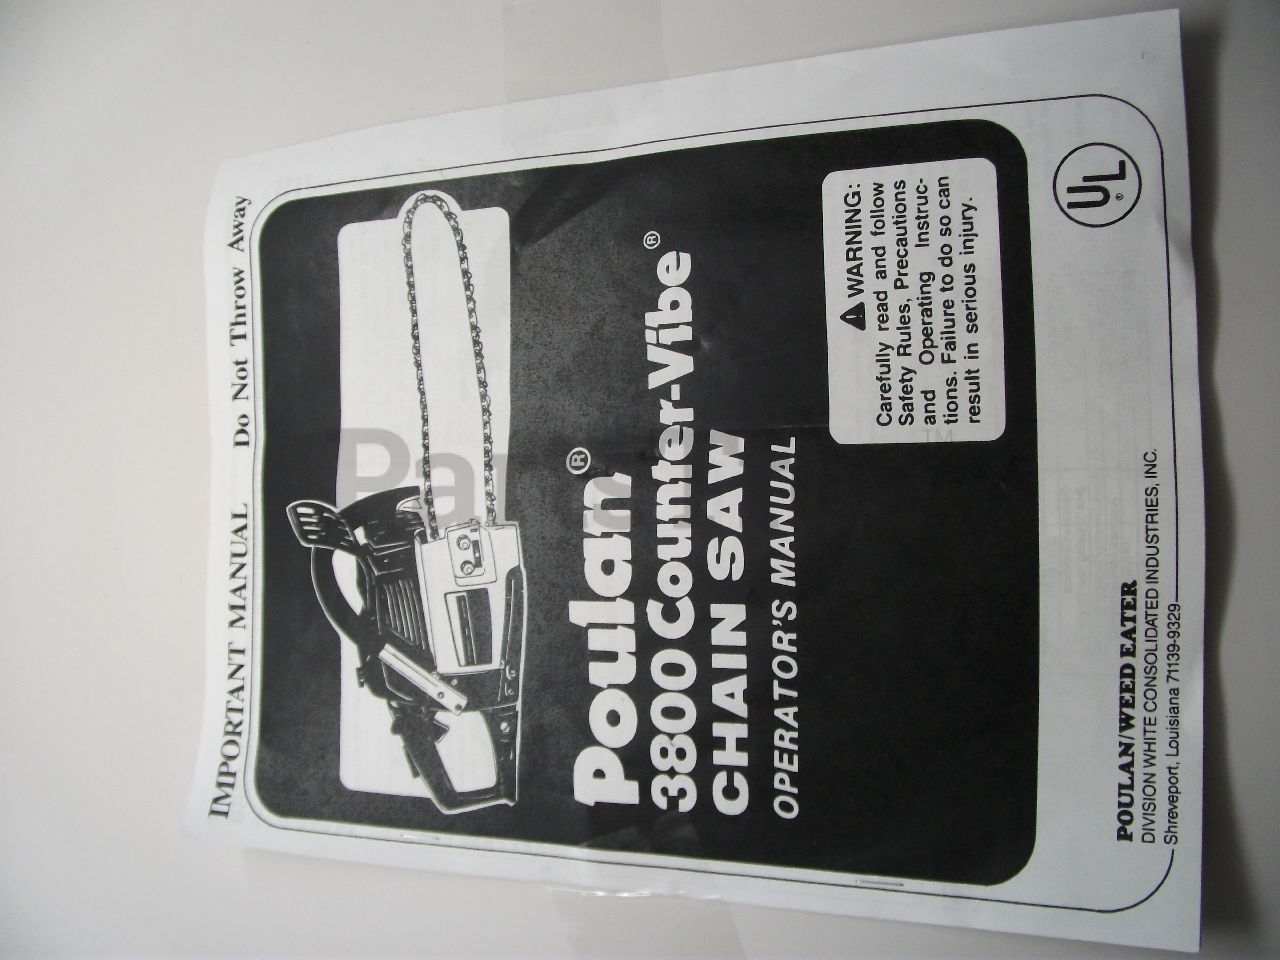 IMPORTANT MANUAL Do Not Throw Away
Parts
TM
Poulan®
3800 Counter-Vibe®
CHAIN SAW
OPERATOR'S MANUAL
⚠ WARNING:
Carefully read and follow
Safety Rules, Precautions
and Operating Instruc-
tions. Failure to do so can
result in serious injury.
UL®
POULAN/WEED EATER
DIVISION WHITE CONSOLIDATED INDUSTRIES, INC.
Shreveport, Louisiana 71139-9329